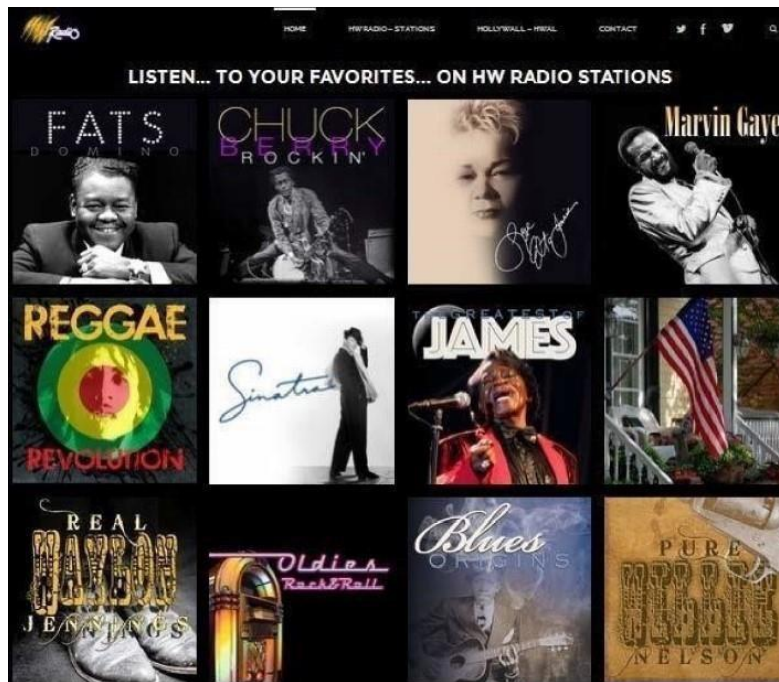 HW Radio
HOME
HW RADIO – STATIONS
HOLLYWALL – HWAL
CONTACT
LISTEN... TO YOUR FAVORITES... ON HW RADIO STATIONS
FATS
DOMINO
CHUCK
BERRY
ROCKIN'
Marvin Gaye
REGGAE
REVOLUTION
Sinatra
THE GREATEST OF
JAMES
REAL
WAYLON
JENNINGS
Oldies
Rock&Roll
Blues
ORIGINS
PURE
WILLIE
NELSON